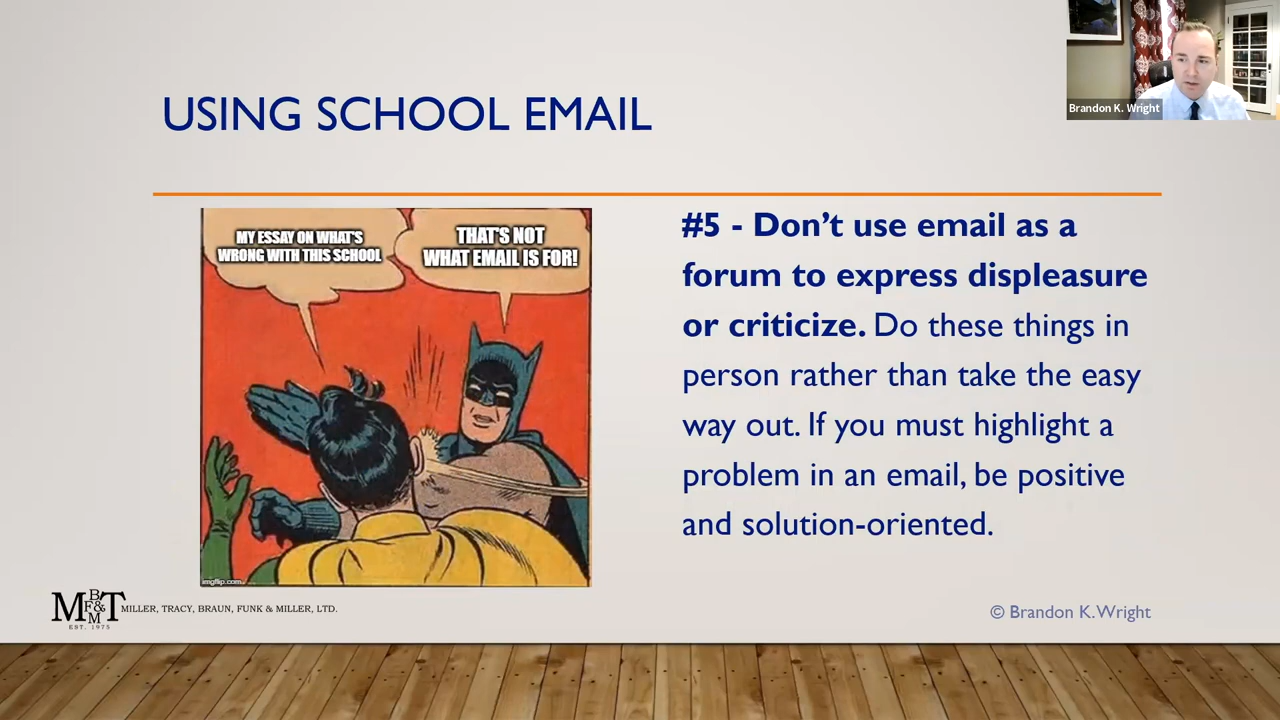 Brandon K. Wright
USING SCHOOL EMAIL
MY ESSAY ON WHAT'S
WRONG WITH THIS SCHOOL
THAT'S NOT
WHAT EMAIL IS FOR!
#5 - Don't use email as a
forum to express displeasure
or criticize. Do these things in
person rather than take the easy
way out. If you must highlight a
problem in an email, be positive
and solution-oriented.
imgflip.com
MBF&MT
MILLER, TRACY, BRAUN, FUNK & MILLER, LTD.
EST. 1975
© Brandon K. Wright